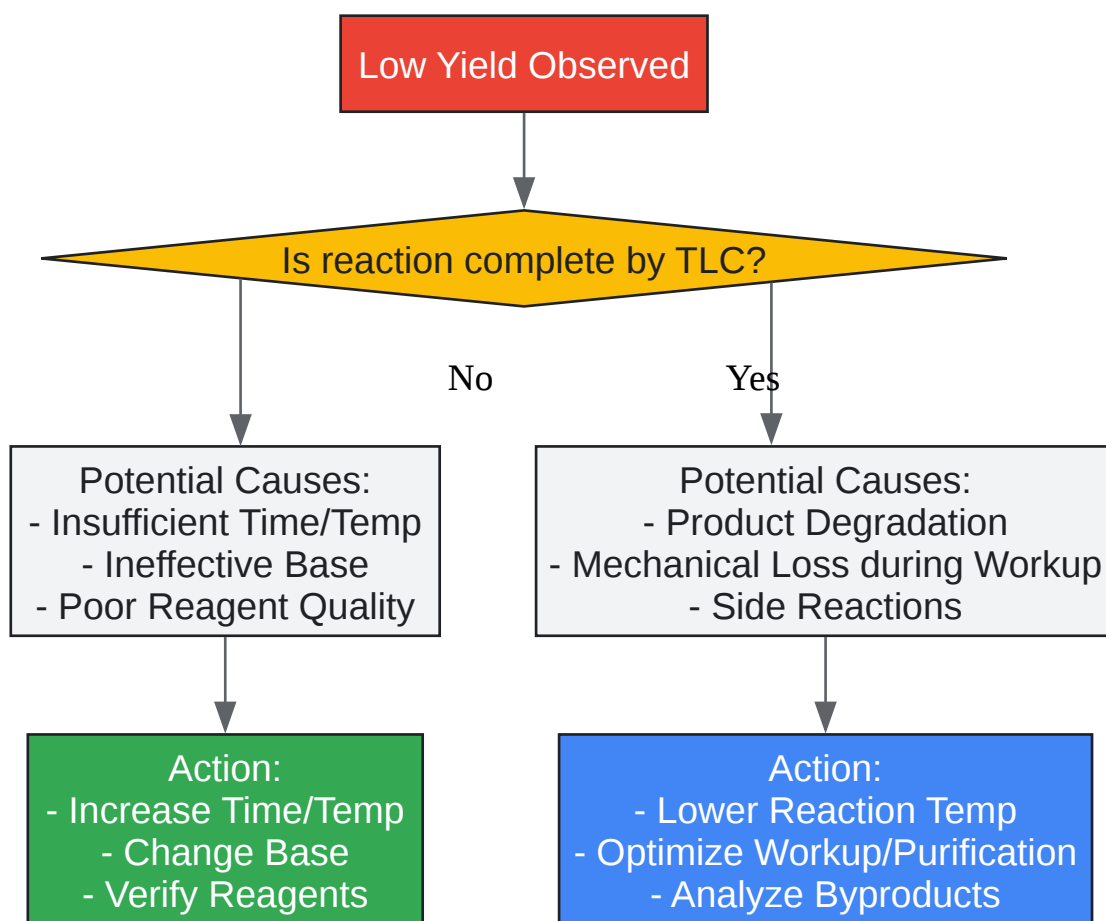 Low Yield Observed
Is reaction complete by TLC?
No
Yes
Potential Causes:
- Insufficient Time/Temp
- Ineffective Base
- Poor Reagent Quality
Potential Causes:
- Product Degradation
- Mechanical Loss during Workup
- Side Reactions
Action:
- Increase Time/Temp
- Change Base
- Verify Reagents
Action:
- Lower Reaction Temp
- Optimize Workup/Purification
- Analyze Byproducts